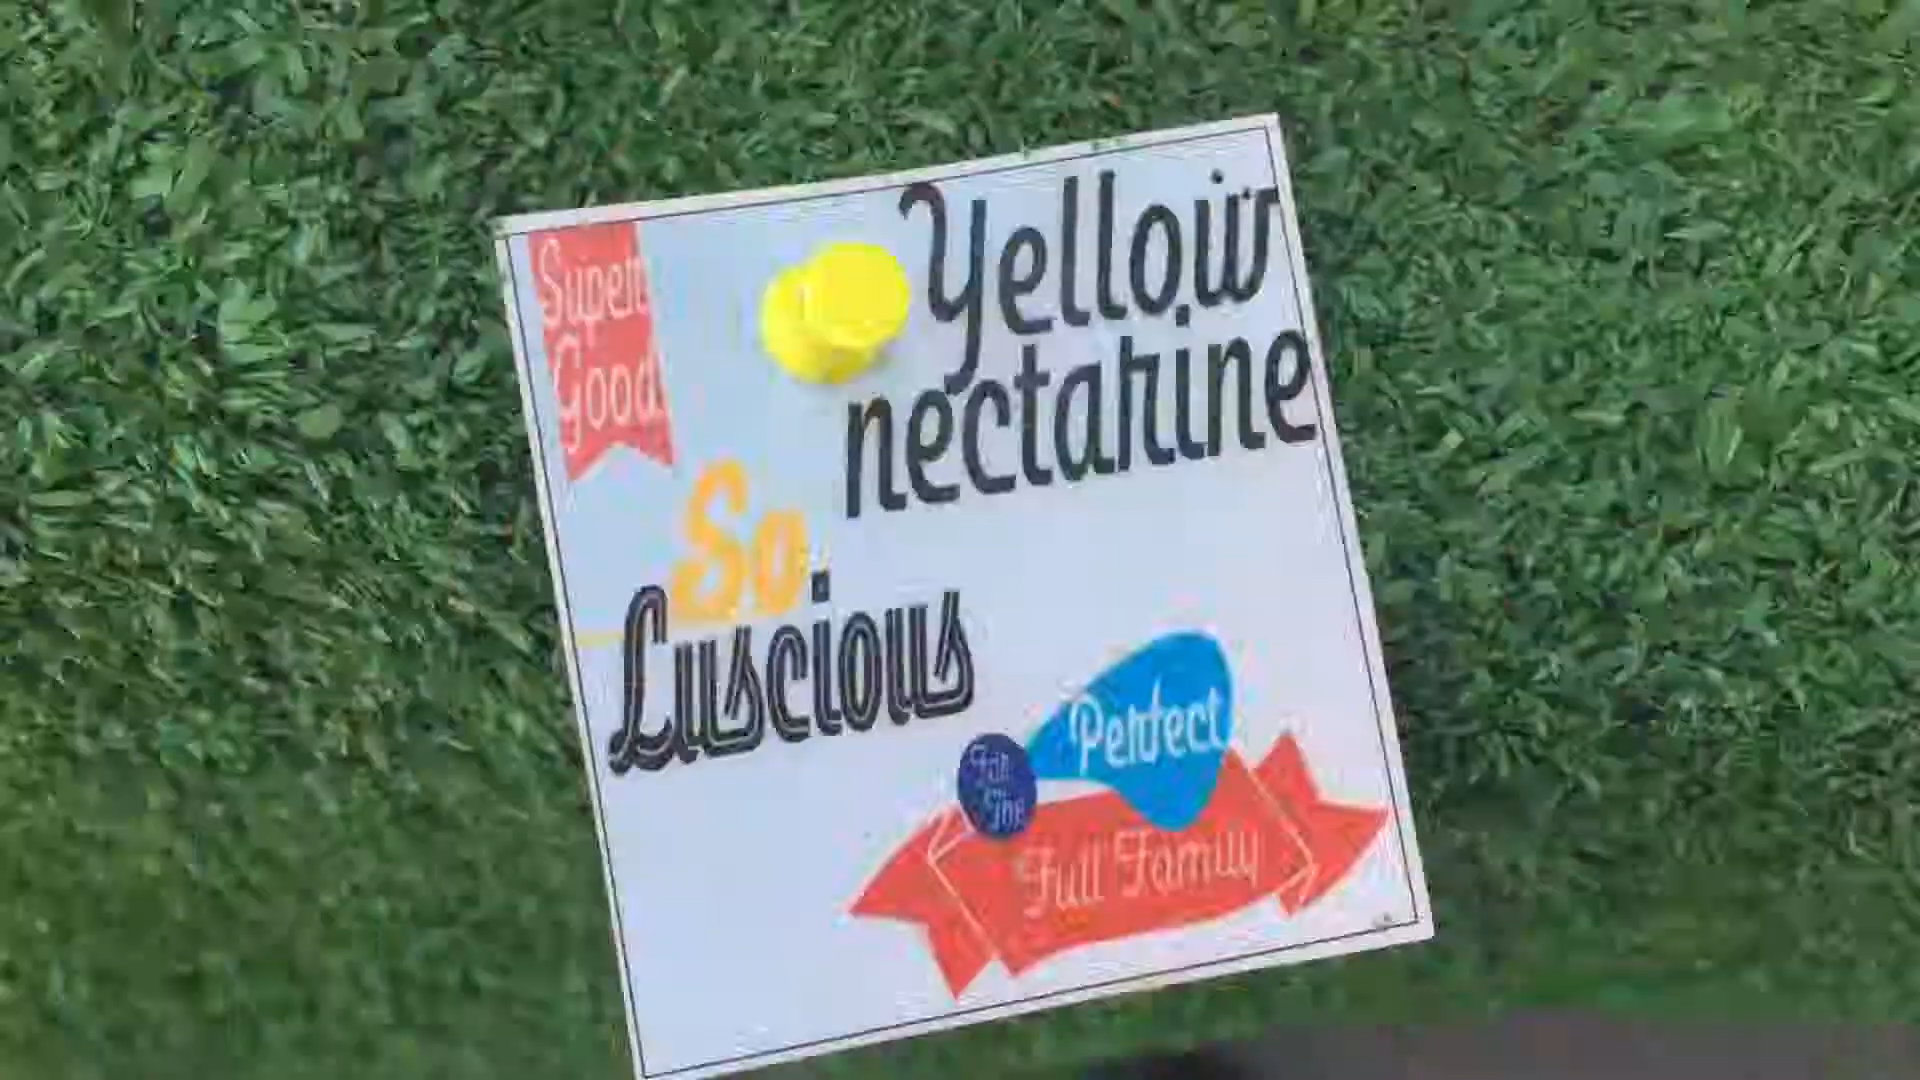 Super
Good
Yellow
nectarine
So
Luscious
Perfect
For
the
Full Family